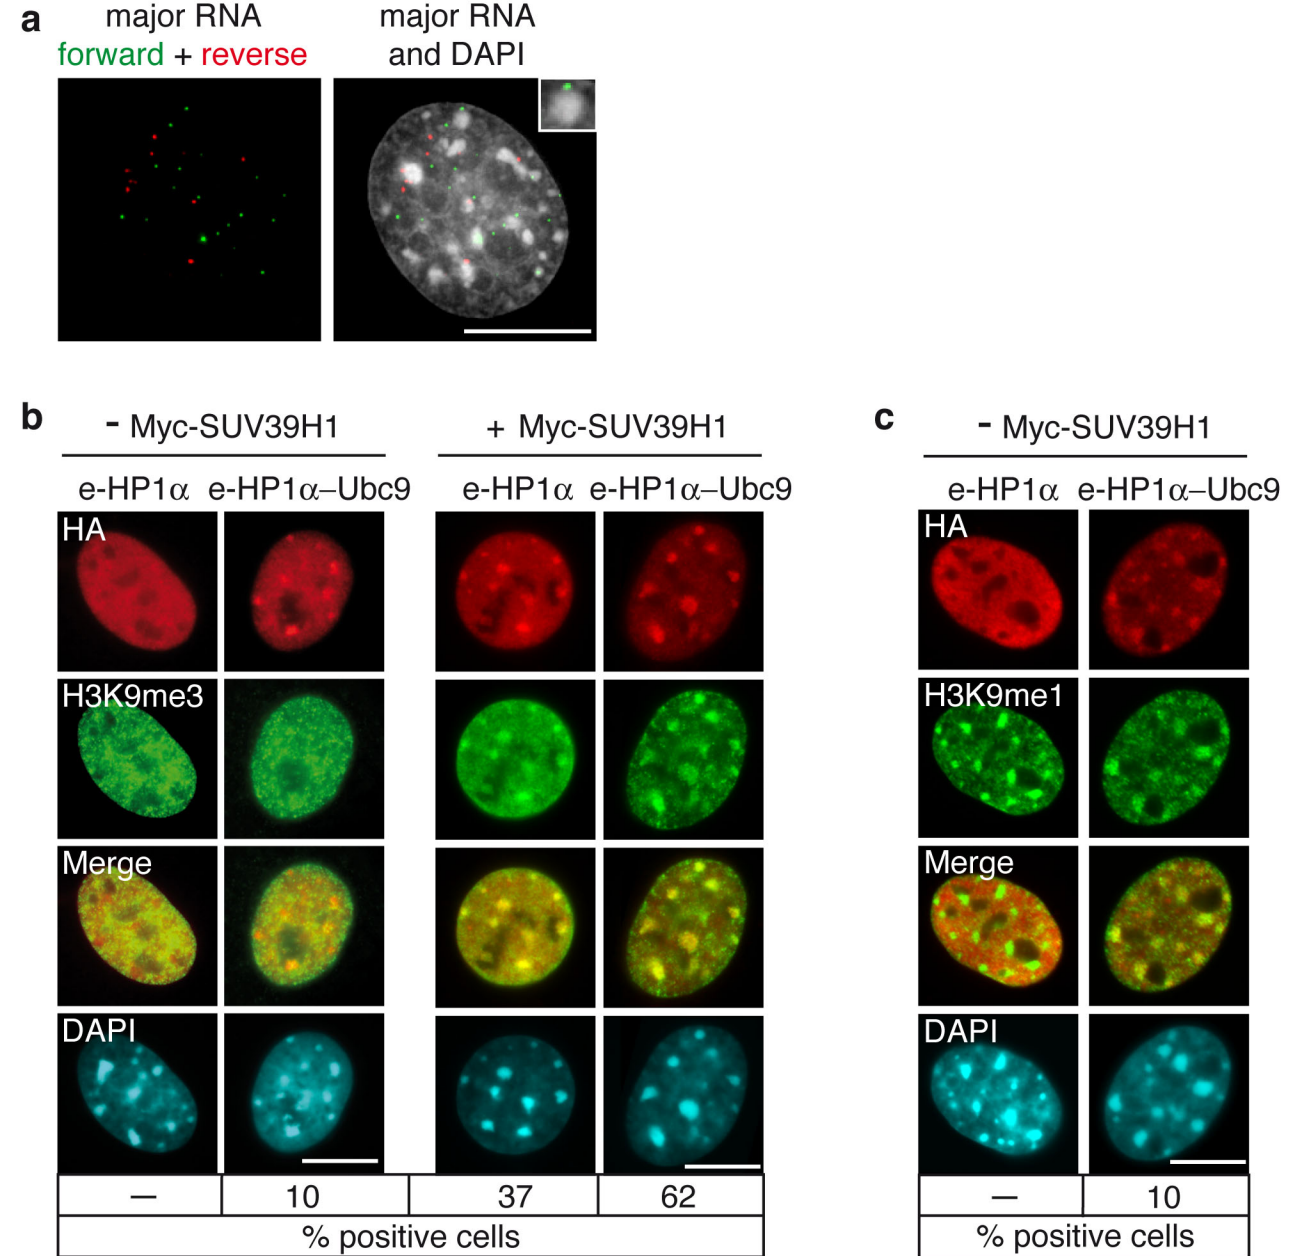 a
major RNA
forward + reverse
major RNA
and DAPI
b
- Myc-SUV39H1
+ Myc-SUV39H1
e-HP1α e-HP1α–Ubc9
e-HP1α e-HP1α–Ubc9
HA
H3K9me3
Merge
DAPI
— 10 37 62
% positive cells
c
- Myc-SUV39H1
e-HP1α e-HP1α–Ubc9
HA
H3K9me1
Merge
DAPI
— 10
% positive cells